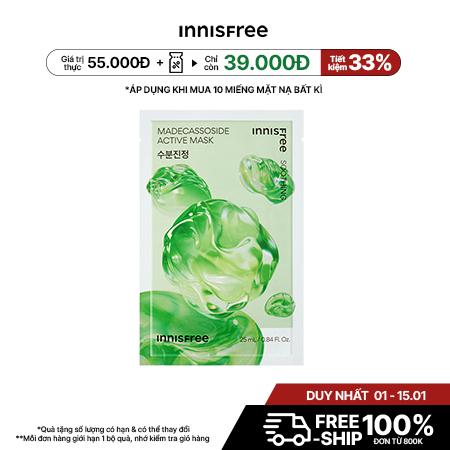 INNISFree
Giá trị thực 55.000Đ + Chỉ còn 39.000Đ Tiết kiệm 33%
*ÁP DỤNG KHI MUA 10 MIẾNG MẶT NẠ BẤT KÌ
MADECASSOSIDE
ACTIVE MASK
수분진정
INNISFree
SOOTHING
INNISFree
25 mL / 0.84 Fl. Oz.
DUY NHẤT 01 - 15.01
*Quà tặng số lượng có hạn & có thể thay đổi
**Mỗi đơn hàng giới hạn 1 bộ quà, nhớ kiểm tra giỏ hàng
FREE
-SHIP
100%
ĐƠN TỪ 800K